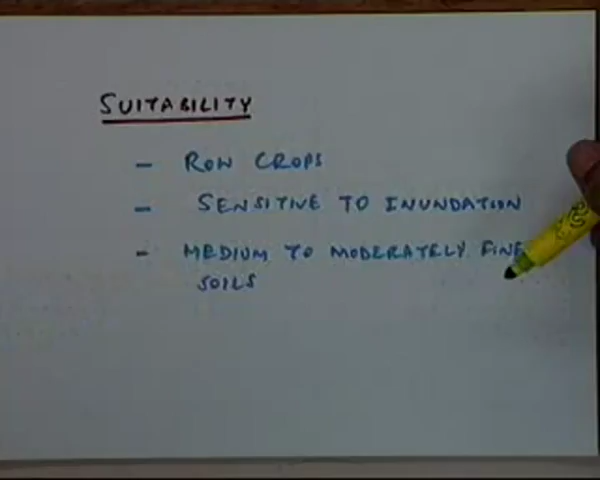 SUITABILITY
- ROW CROPS
- SENSITIVE TO INUNDATION
- MEDIUM TO MODERATELY FINE
SOILS